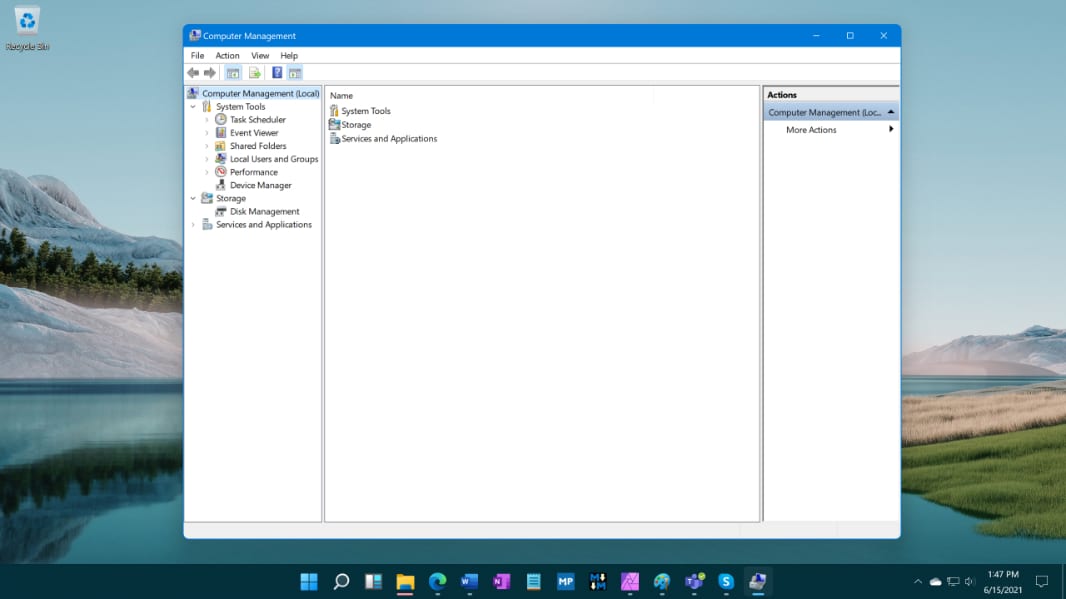 Recycle Bin
Computer Management
File Action View Help
Computer Management (Local)
System Tools
Task Scheduler
Event Viewer
Shared Folders
Local Users and Groups
Performance
Device Manager
Storage
Disk Management
Services and Applications
Name
System Tools
Storage
Services and Applications
Actions
Computer Management (Loc...
More Actions
MP
1:47 PM
6/15/2021